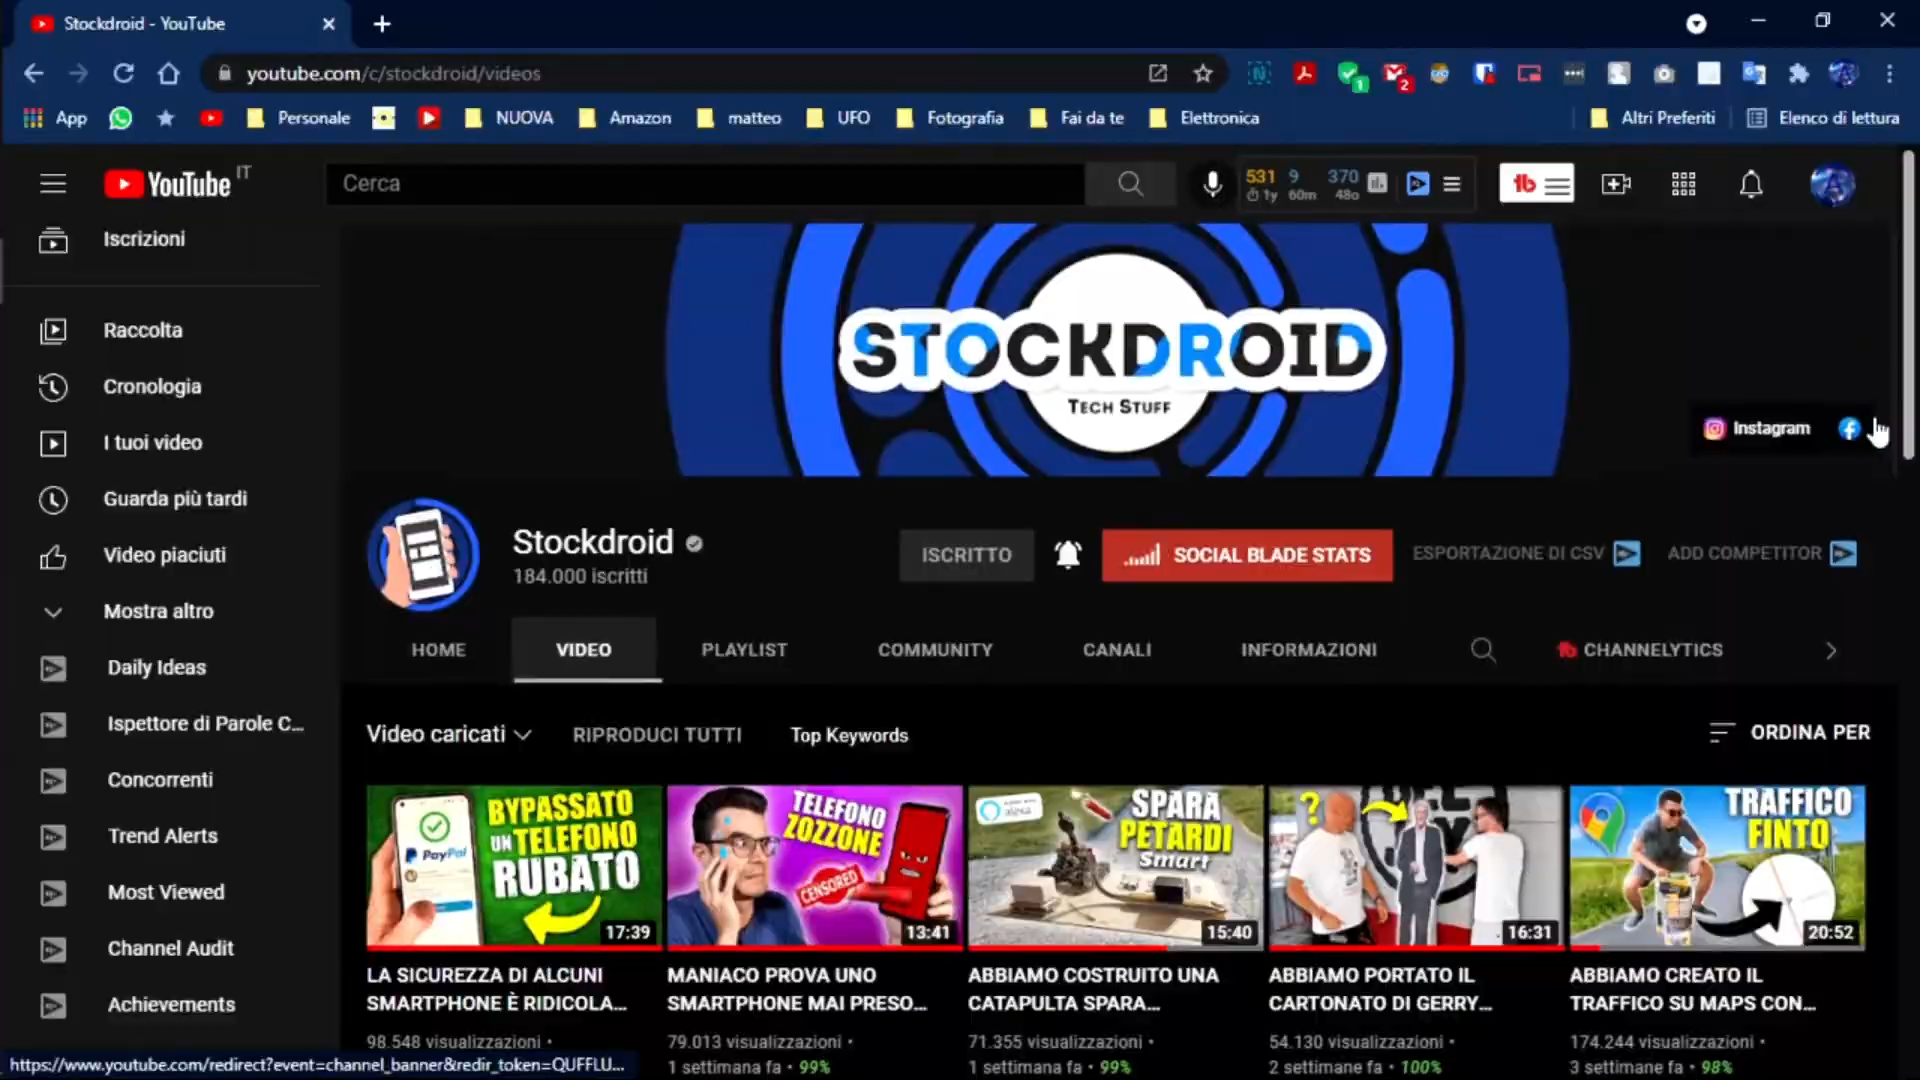 Stockdroid - YouTube
youtube.com/c/stockdroid/videos
1
2
App
Personale
NUOVA
Amazon
matteo
UFO
Fotografia
Fai da te
Elettronica
Altri Preferiti
Elenco di lettura
YouTube IT
Cerca
531 9 370
1y 60m 48o
tb
Iscrizioni
Raccolta
Cronologia
I tuoi video
Guarda più tardi
Video piaciuti
Mostra altro
Daily Ideas
Ispettore di Parole C...
Concorrenti
Trend Alerts
Most Viewed
Channel Audit
Achievements
STOCKDROID
TECH STUFF
Instagram
Stockdroid
184.000 iscritti
ISCRITTO
SOCIAL BLADE STATS
ESPORTAZIONE DI CSV
ADD COMPETITOR
HOME
VIDEO
PLAYLIST
COMMUNITY
CANALI
INFORMAZIONI
CHANNELYTICS
Video caricati
RIPRODUCI TUTTI
Top Keywords
ORDINA PER
BYPASSATO
UN TELEFONO
RUBATO
PayPal
17:39
LA SICUREZZA DI ALCUNI
SMARTPHONE È RIDICOLA...
98.548 visualizzazioni •
TELEFONO
ZOZZONE
CENSORED
13:41
MANIACO PROVA UNO
SMARTPHONE MAI PRESO...
79.013 visualizzazioni •
1 settimana fa • 99%
alexa
SPARA
PETARDI
Smart
15:40
ABBIAMO COSTRUITO UNA
CATAPULTA SPARA...
71.355 visualizzazioni •
1 settimana fa • 99%
?
16:31
ABBIAMO PORTATO IL
CARTONATO DI GERRY...
54.130 visualizzazioni •
2 settimane fa • 100%
TRAFFICO
FINTO
20:52
ABBIAMO CREATO IL
TRAFFICO SU MAPS CON...
174.244 visualizzazioni •
3 settimane fa • 98%
https://www.youtube.com/redirect?event=channel_banner&redir_token=QUFFLU...